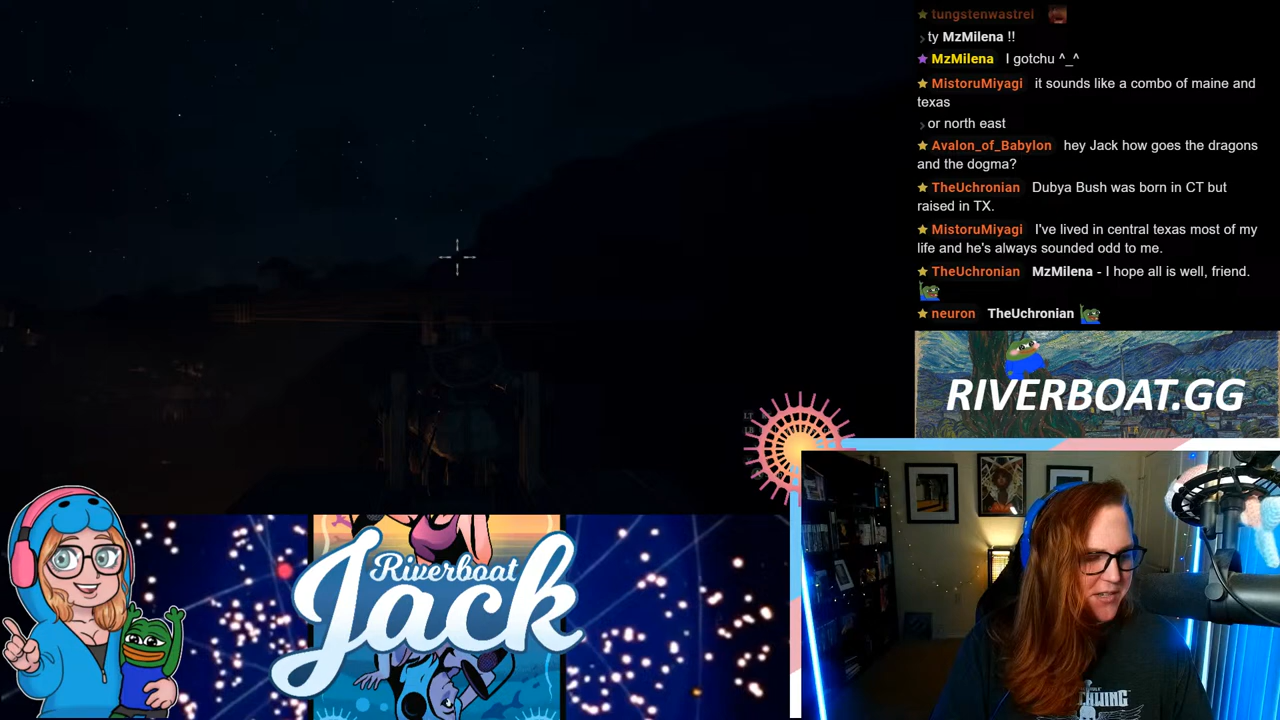 tungstenwastrel
ty MzMilena !!
MzMilena I gotchu ^_^
MistoruMiyagi it sounds like a combo of maine and
texas
or north east
Avalon_of_Babylon hey Jack how goes the dragons
and the dogma?
TheUchronian Dubya Bush was born in CT but
raised in TX.
MistoruMiyagi I've lived in central texas most of my
life and he's always sounded odd to me.
TheUchronian MzMilena - I hope all is well, friend.
neuron TheUchronian
RIVERBOAT.GG
LT
LB
Riverboat
Jack